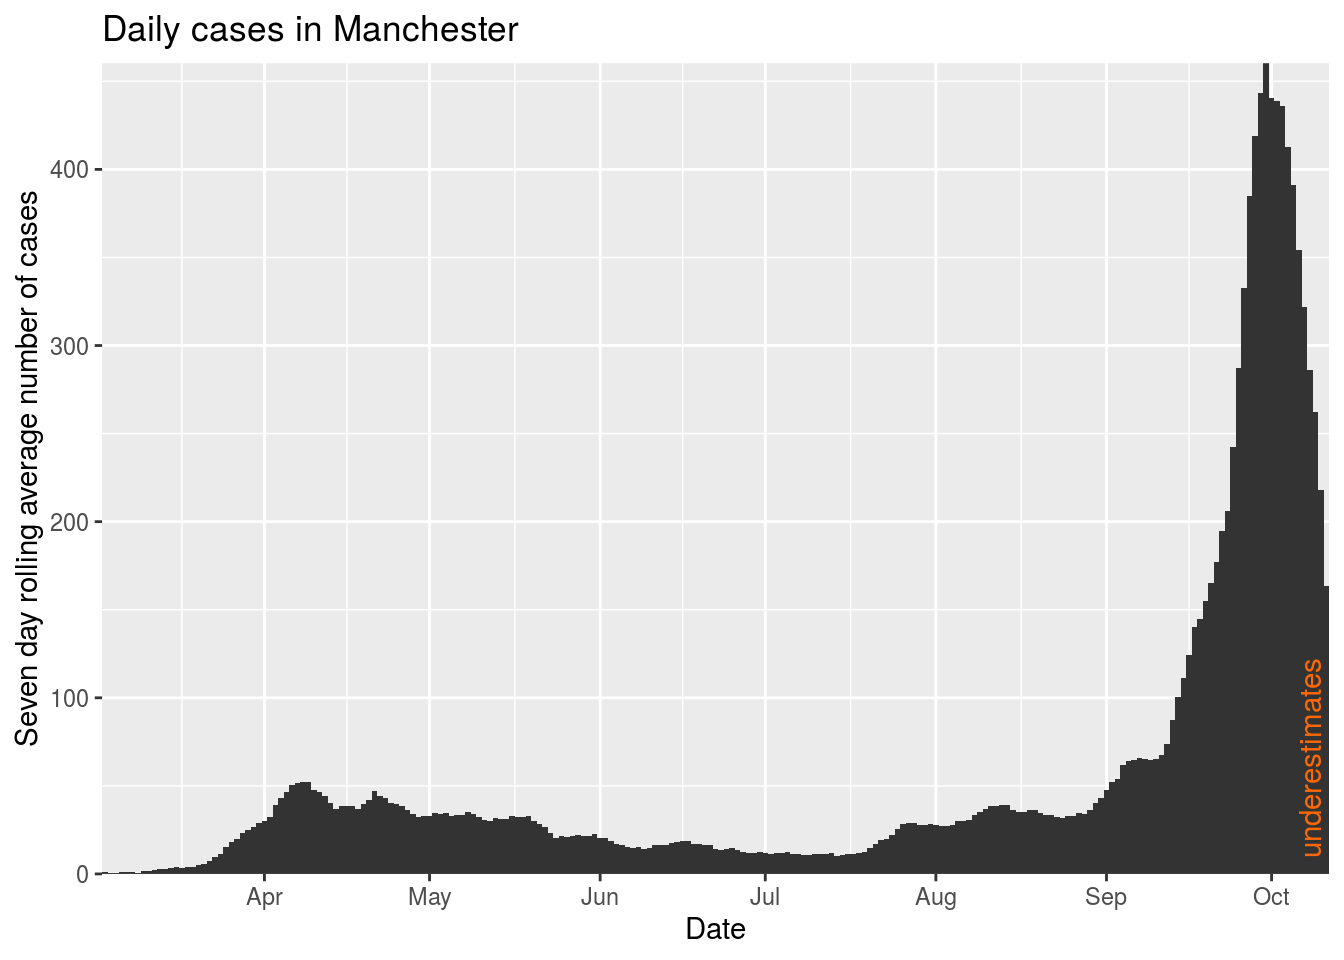 Daily cases in Manchester
Seven day rolling average number of cases
400
300
200
100
0
underestimates
Apr
May
Jun
Jul
Aug
Sep
Oct
Date